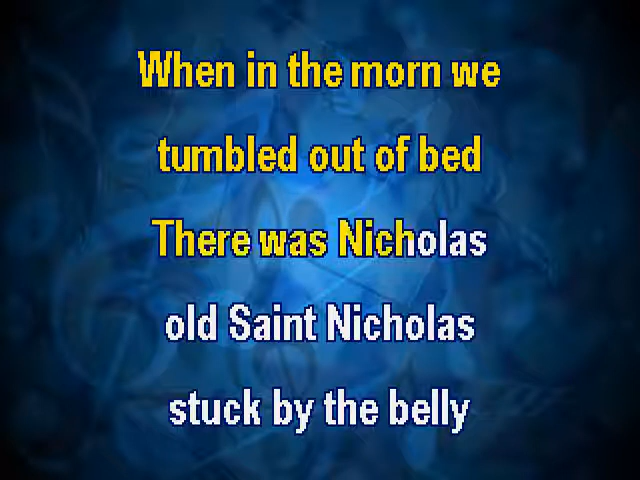 When in the morn we
tumbled out of bed
There was Nicholas
old Saint Nicholas
stuck by the belly